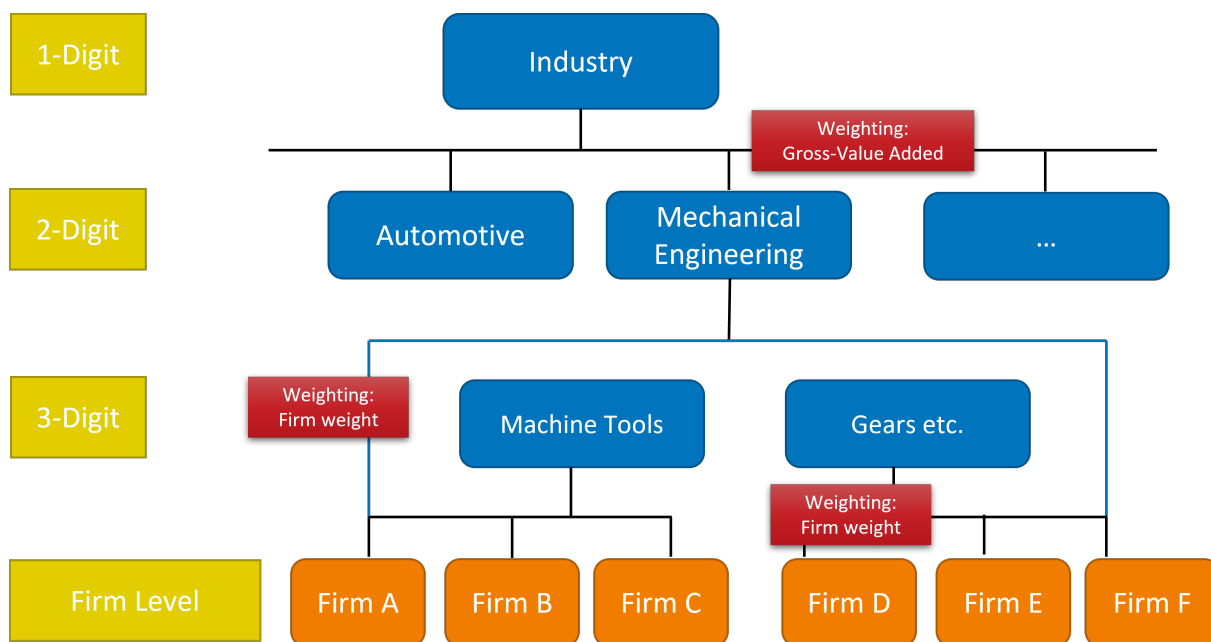 1-Digit
Industry
Weighting:
Gross-Value Added
2-Digit
Automotive
Mechanical
Engineering
...
3-Digit
Weighting:
Firm weight
Machine Tools
Gears etc.
Weighting:
Firm weight
Firm Level
Firm A
Firm B
Firm C
Firm D
Firm E
Firm F